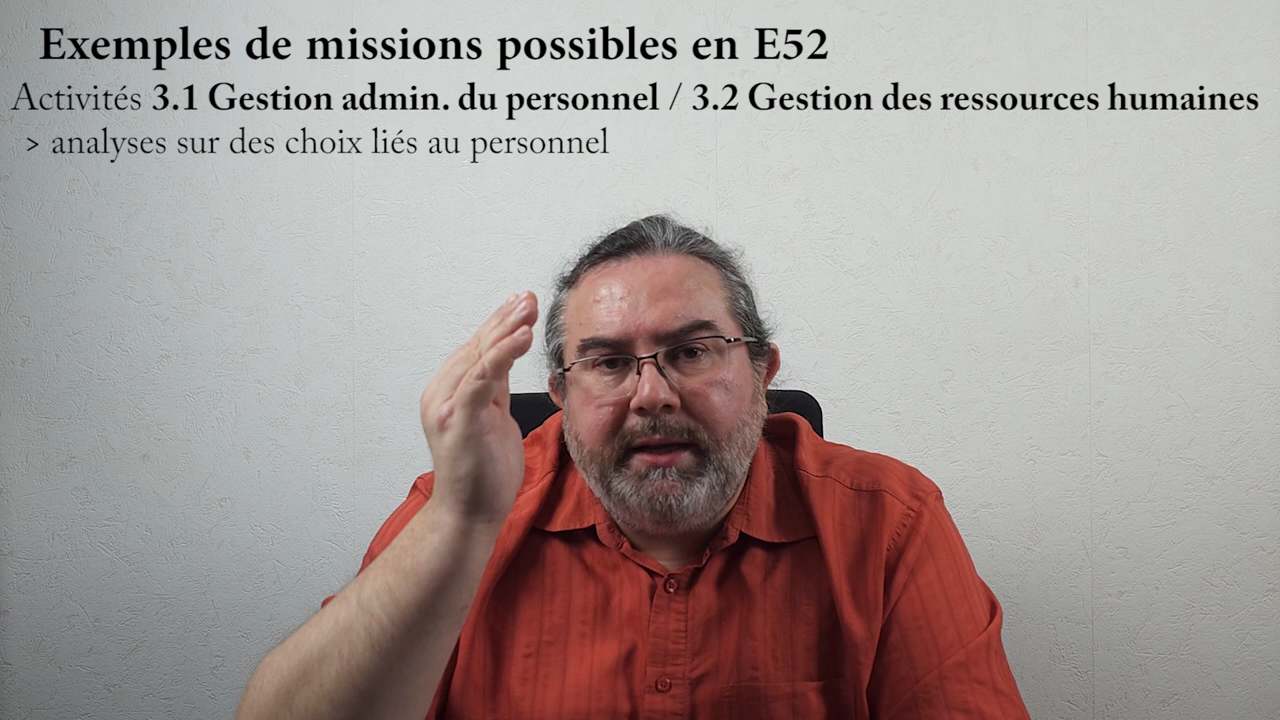 Exemples de missions possibles en E52
Activités 3.1 Gestion admin. du personnel / 3.2 Gestion des ressources humaines
> analyses sur des choix liés au personnel